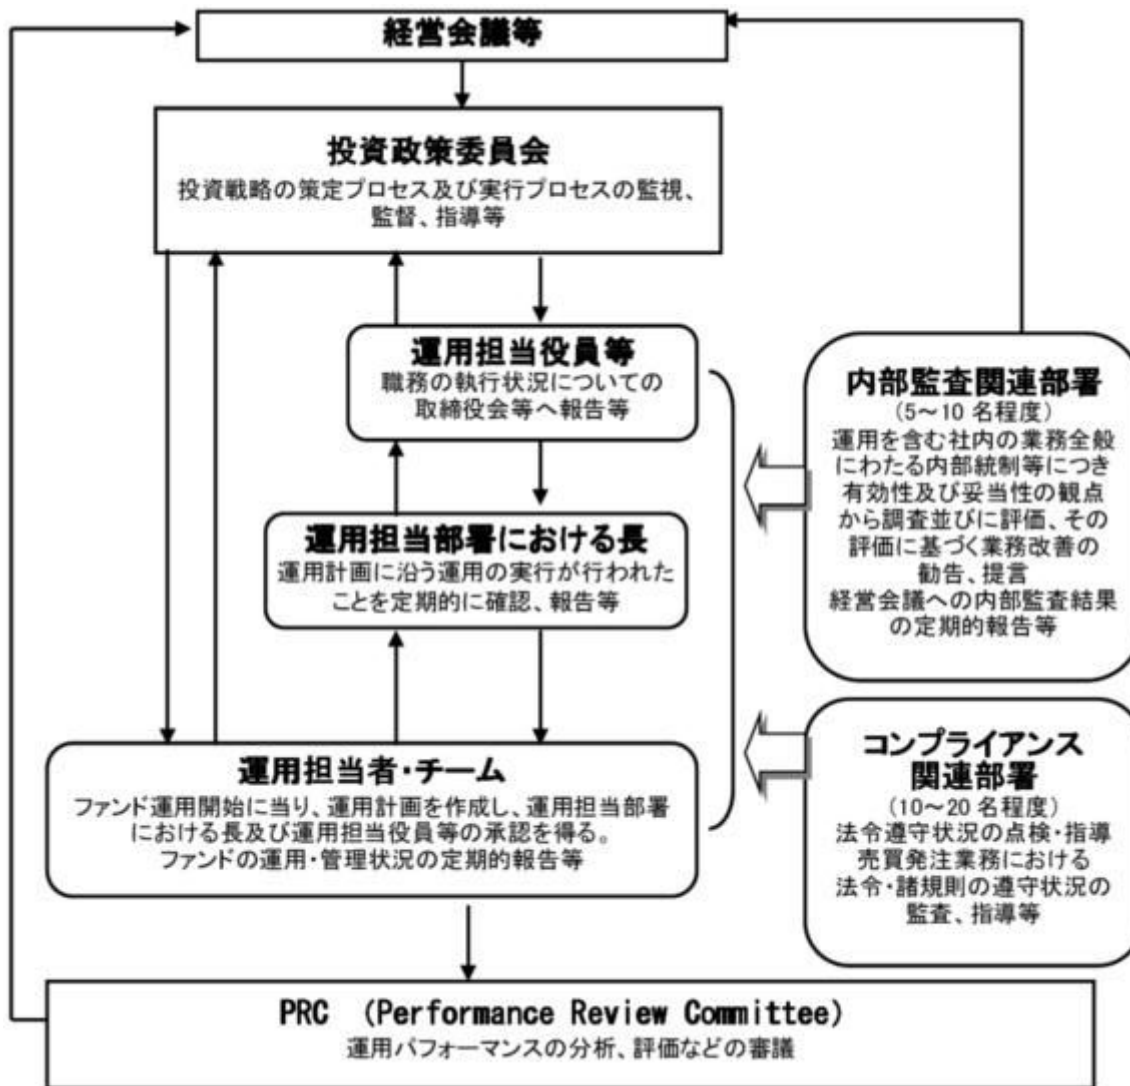 経営会議等
投資政策委員会
投資戦略の策定プロセス及び実行プロセスの監視、
監督、指導等
運用担当役員等
職務の執行状況についての
取締役会等へ報告等
運用担当部署における長
運用計画に沿う運用の実行が行われた
ことを定期的に確認、報告等
運用担当者・チーム
ファンド運用開始に当り、運用計画を作成し、運用担当部署
における長及び運用担当役員等の承認を得る。
ファンドの運用・管理状況の定期的報告等
内部監査関連部署
(5～10 名程度)
運用を含む社内の業務全般
にわたる内部統制等につき
有効性及び妥当性の観点
から調査並びに評価、その
評価に基づく業務改善の
勧告、提言
経営会議への内部監査結果
の定期的報告等
コンプライアンス
関連部署
(10～20 名程度)
法令遵守状況の点検・指導
売買発注業務における
法令・諸規則の遵守状況の
監査、指導等
PRC (Performance Review Committee)
運用パフォーマンスの分析、評価などの審議